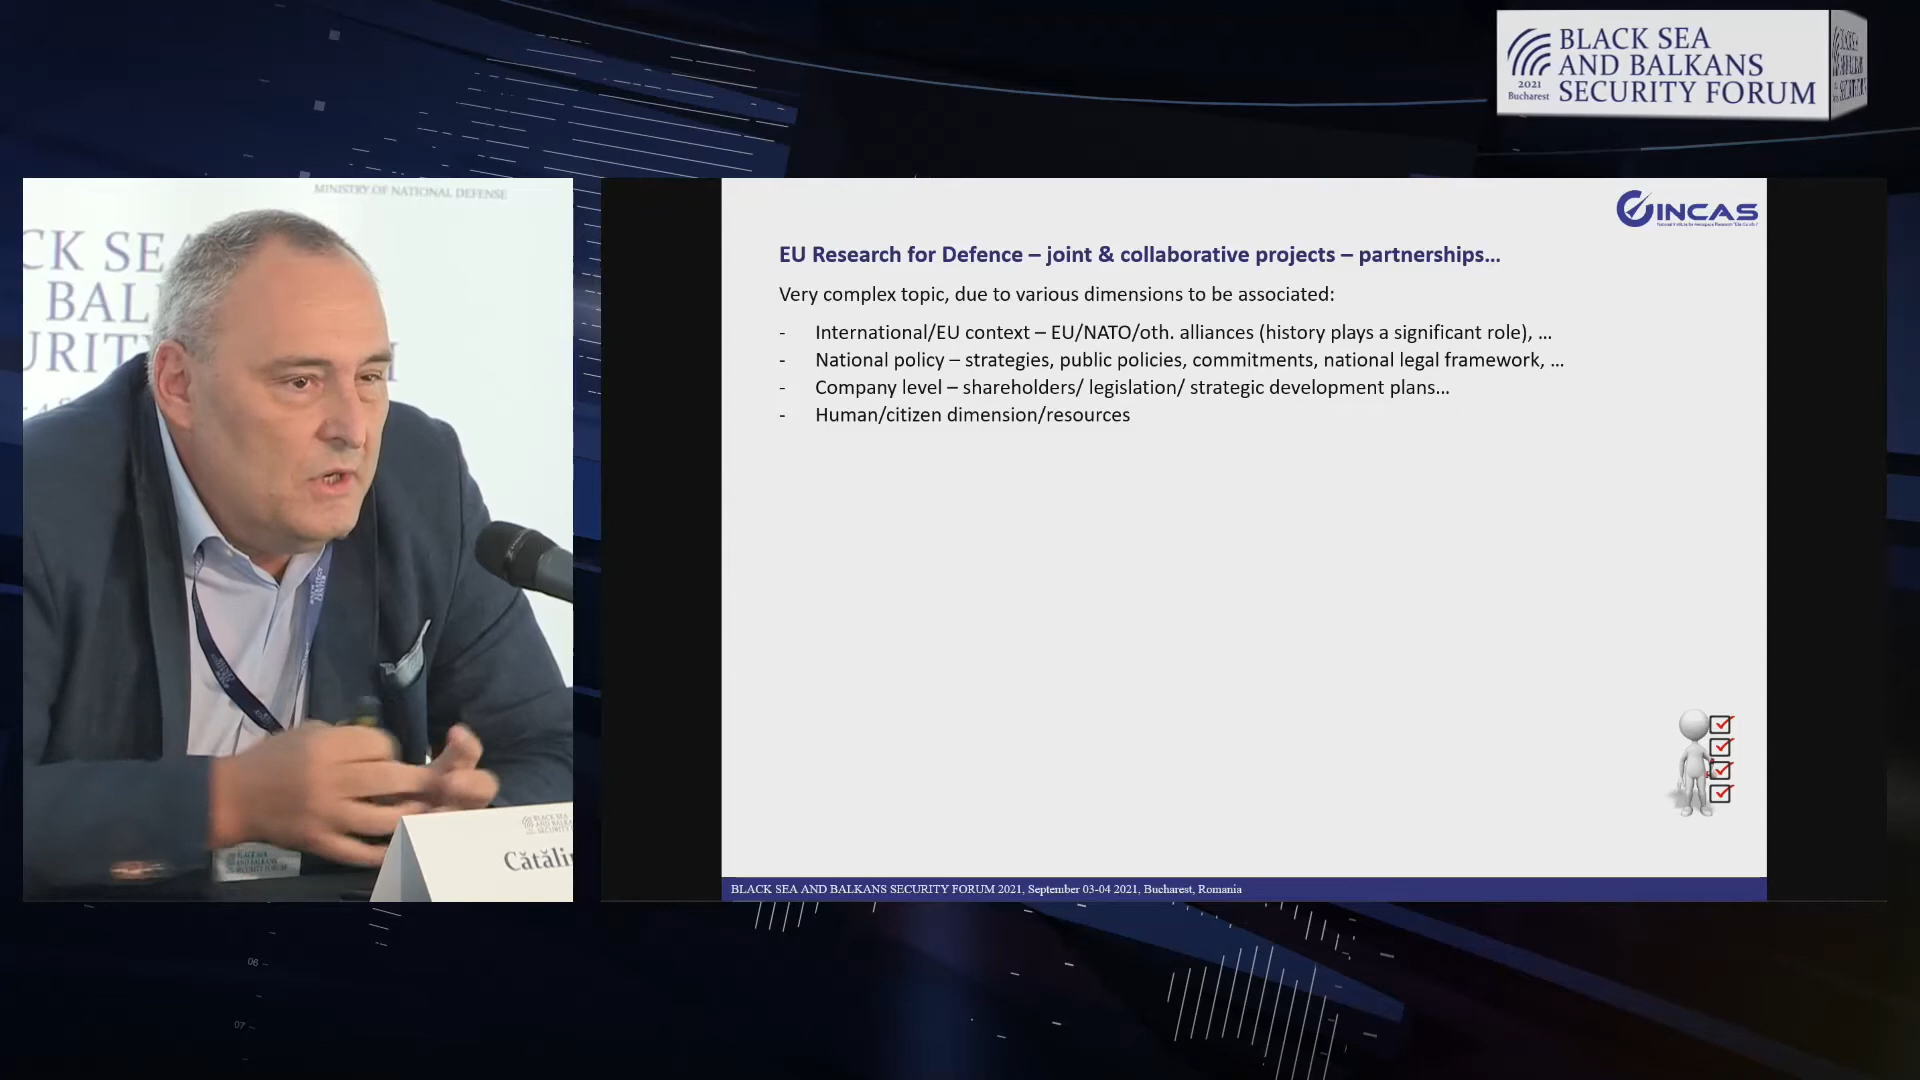 BLACK SEA
AND BALKANS
SECURITY FORUM
2021
Bucharest
MINISTRY OF NATIONAL DEFENSE
CK SEA
BAL
URIT
M
INCAS
EU Research for Defence – joint & collaborative projects – partnerships…
Very complex topic, due to various dimensions to be associated:
- International/EU context – EU/NATO/oth. alliances (history plays a significant role), …
- National policy – strategies, public policies, commitments, national legal framework, …
- Company level – shareholders/ legislation/ strategic development plans…
- Human/citizen dimension/resources
Cătălin
BLACK SEA AND BALKANS SECURITY FORUM 2021, September 03-04 2021, Bucharest, Romania
06
07